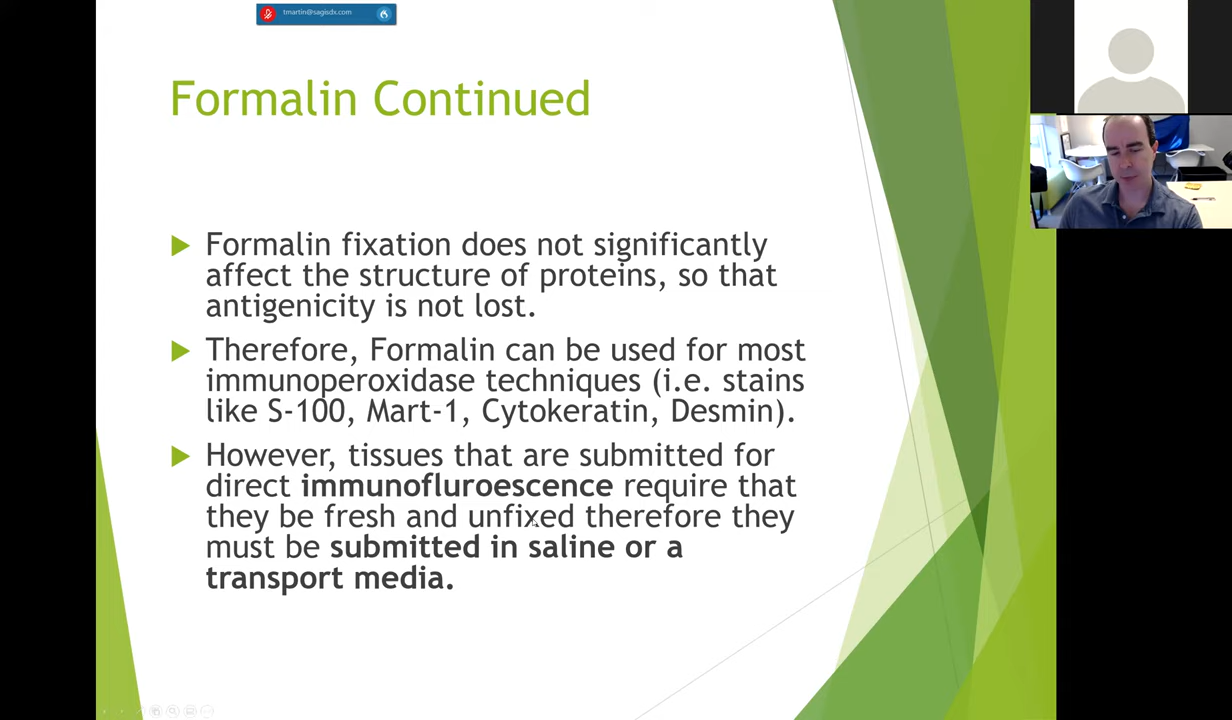 tmartin@sagisdx.com
Formalin Continued
Formalin fixation does not significantly
affect the structure of proteins, so that
antigenicity is not lost.
Therefore, Formalin can be used for most
immunoperoxidase techniques (i.e. stains
like S-100, Mart-1, Cytokeratin, Desmin).
However, tissues that are submitted for
direct immunofluroescence require that
they be fresh and unfixed therefore they
must be submitted in saline or a
transport media.